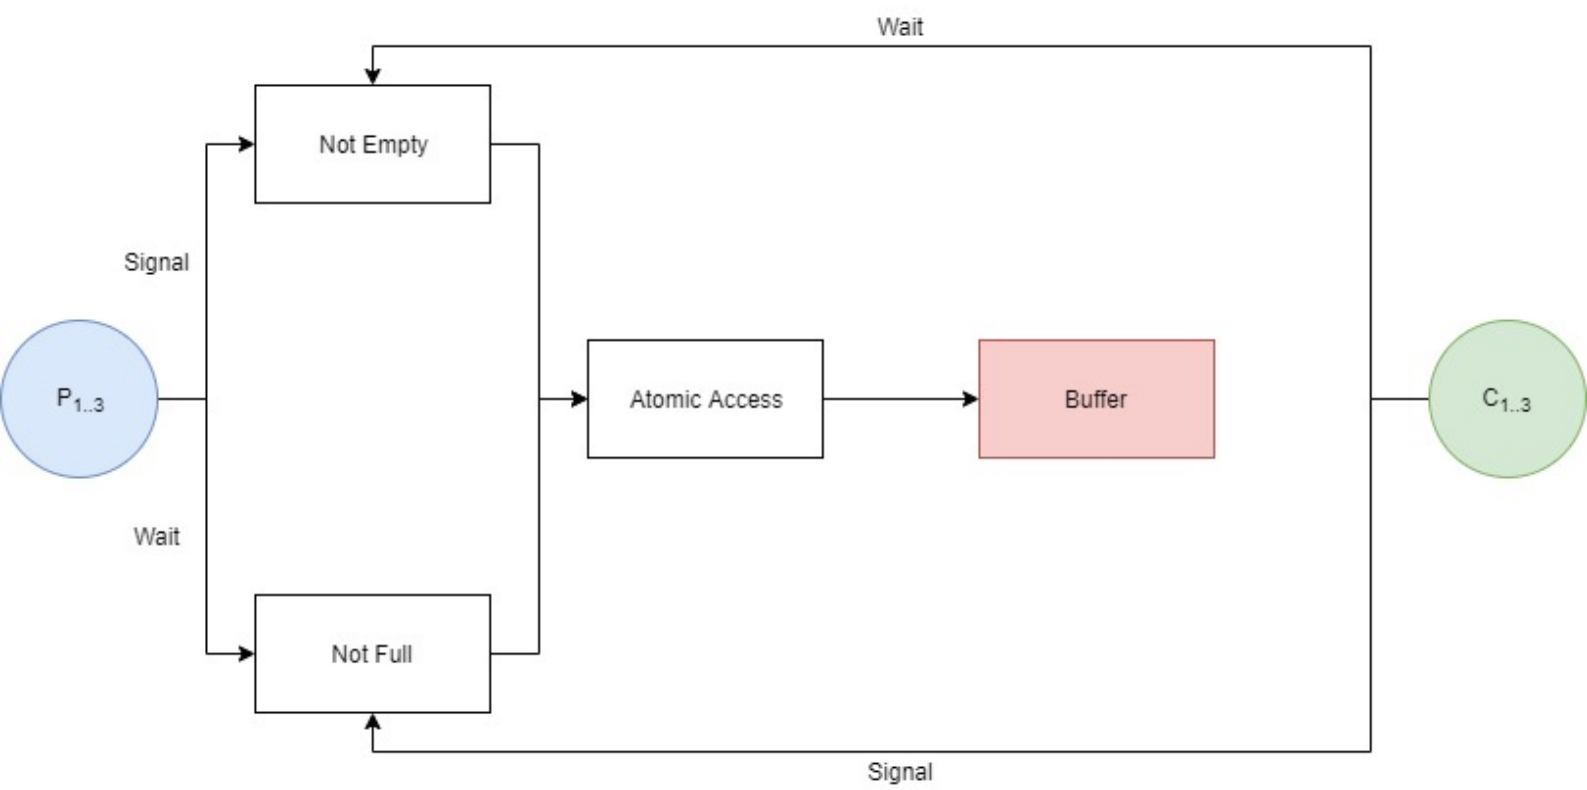 Wait
Not Empty
Signal
P1..3
Atomic Access
Buffer
C1..3
Wait
Not Full
Signal